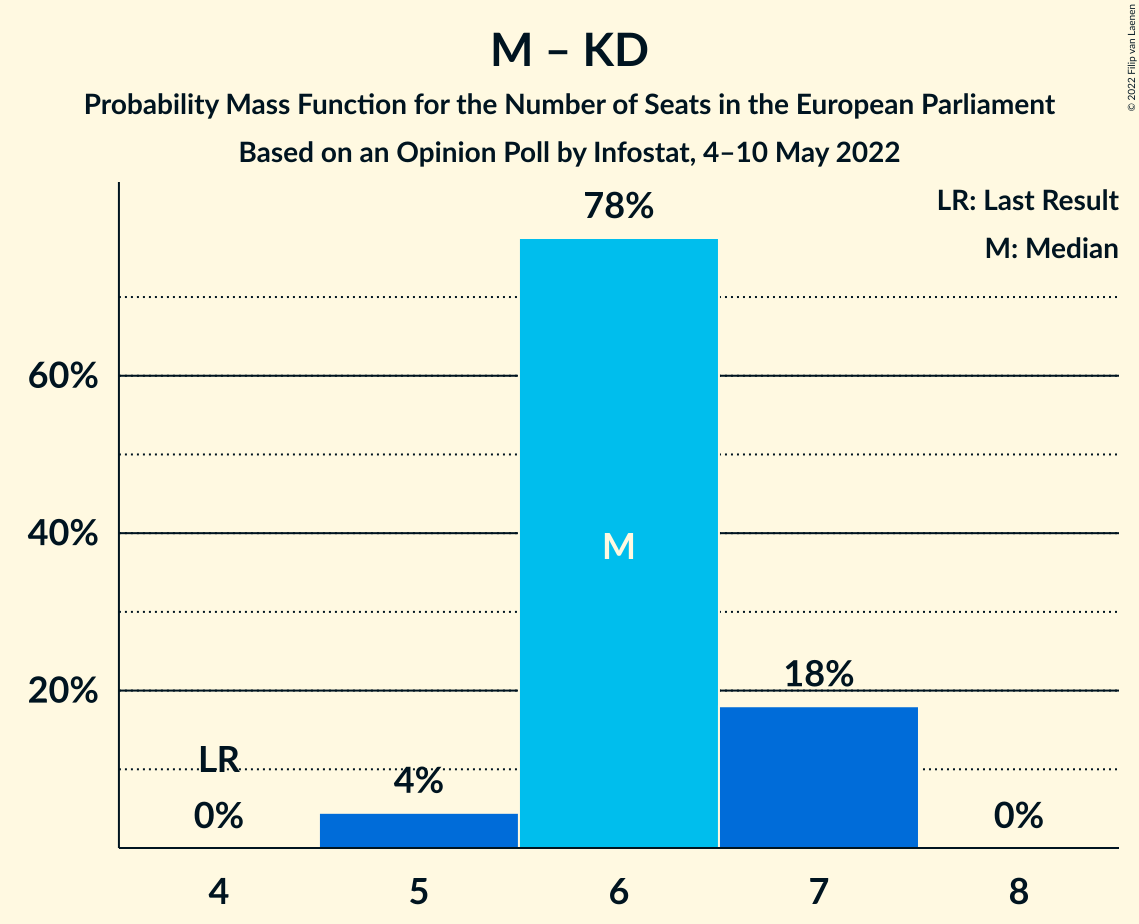 M – KD
Probability Mass Function for the Number of Seats in the European Parliament
Based on an Opinion Poll by Infostat, 4–10 May 2022
© 2022 Filip van Laenen
LR: Last Result
M: Median
78%
60%
40%
20%
M
18%
LR
4%
0%
0%
4
5
6
7
8